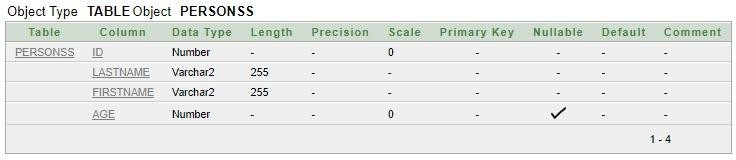 Object Type TABLE Object PERSONSS
Table Column Data Type Length Precision Scale Primary Key Nullable Default Comment
PERSONSS ID Number - - 0 - - - -
LASTNAME Varchar2 255 - - - - - -
FIRSTNAME Varchar2 255 - - - - - -
AGE Number - - 0 - ✓ - -
1 - 4